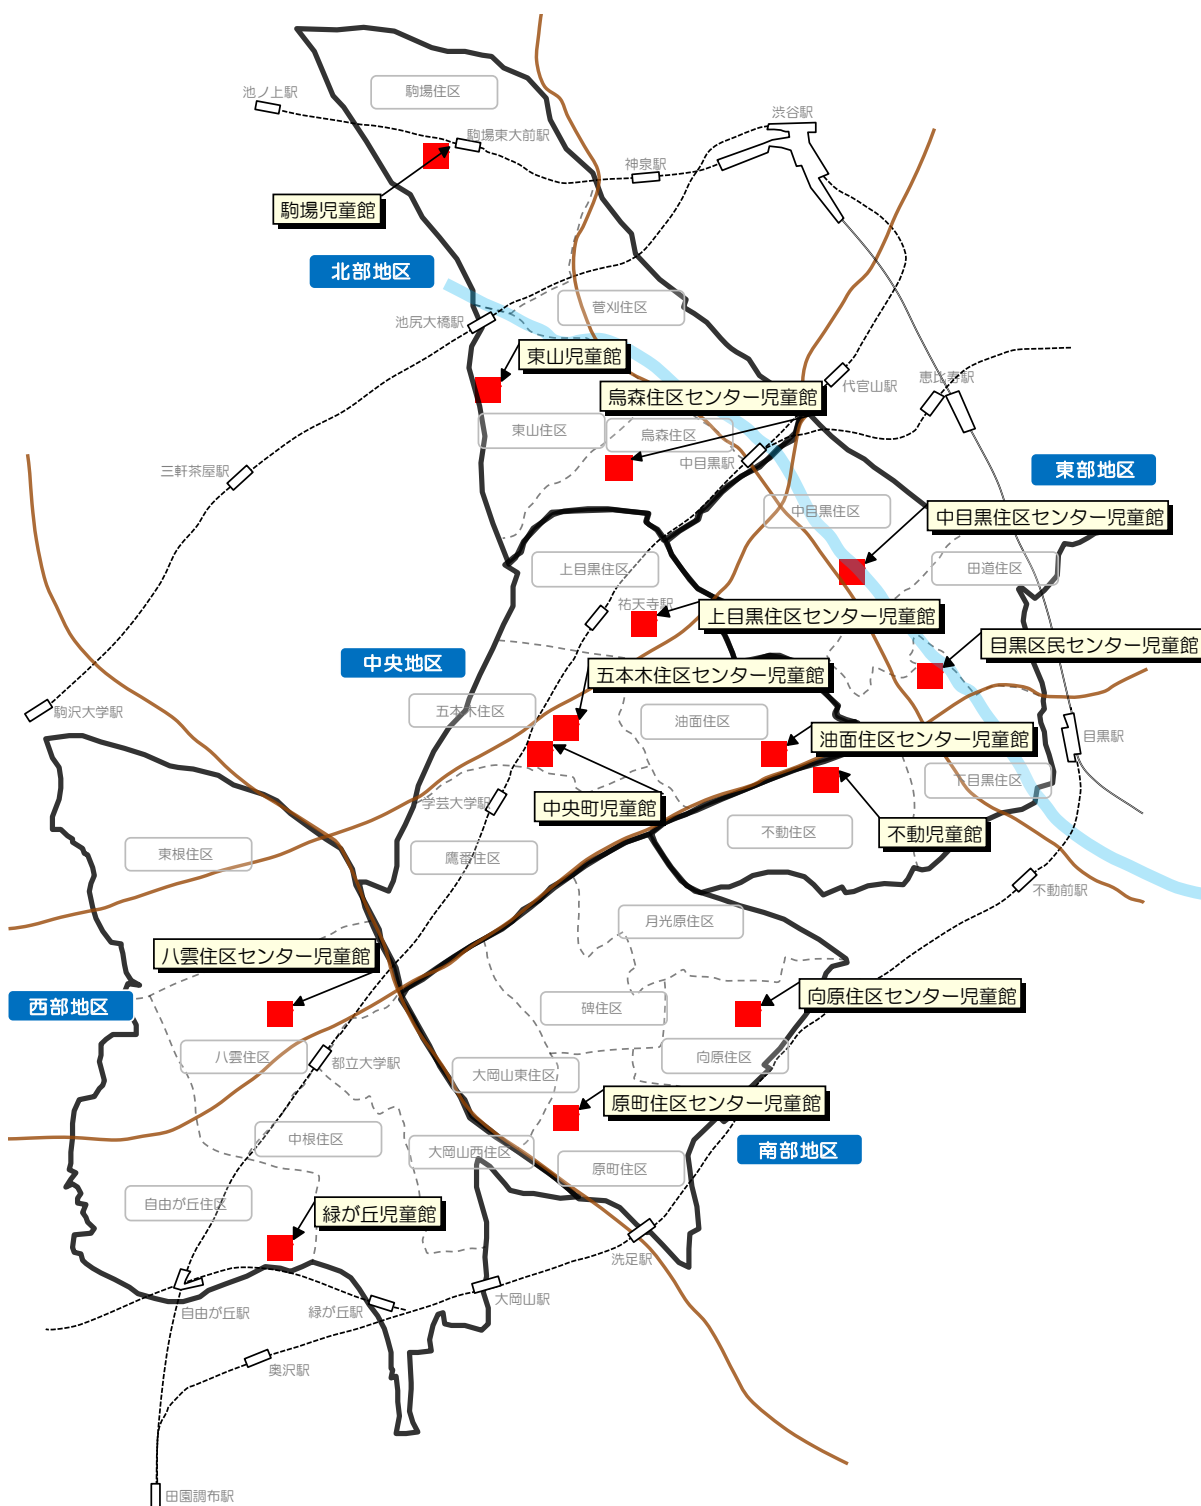 駒場住区
池ノ上駅
渋谷駅
駒場東大前駅
神泉駅
駒場児童館
北部地区
菅刈住区
池尻大橋駅
東山児童館
代官山駅
恵比寿駅
烏森住区センター児童館
東山住区
烏森住区
中目黒駅
三軒茶屋駅
東部地区
中目黒住区
中目黒住区センター児童館
上目黒住区
田道住区
祐天寺駅
上目黒住区センター児童館
目黒区民センター児童館
中央地区
五本木住区センター児童館
駒沢大学駅
五本木住区
油面住区
油面住区センター児童館
目黒駅
下目黒住区
学芸大学駅
中央町児童館
不動住区
不動児童館
東根住区
鷹番住区
不動前駅
月光原住区
八雲住区センター児童館
西部地区
碑住区
向原住区センター児童館
八雲住区
都立大学駅
向原住区
大岡山東住区
原町住区センター児童館
中根住区
大岡山西住区
南部地区
原町住区
自由が丘住区
緑が丘児童館
洗足駅
自由が丘駅
緑が丘駅
大岡山駅
奥沢駅
田園調布駅